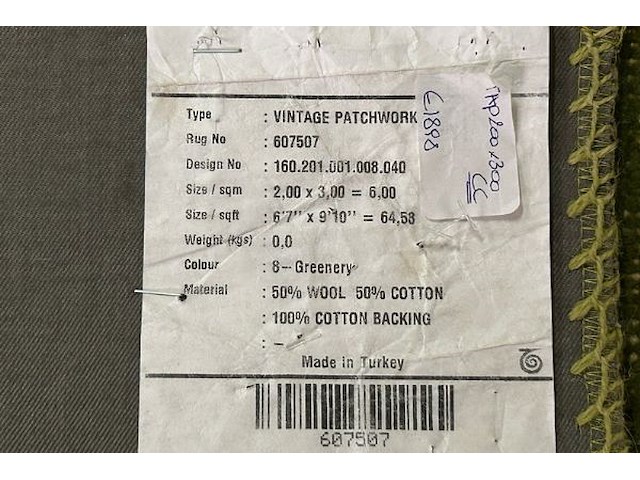 Type : VINTAGE PATCHWORK
Rug No : 607507
Design No : 160.201.001.008.040
Size / sqm : 2,00 x 3,00 = 6,00
Size / sqft : 6'7" x 9'10" = 64,58
Weight (kgs) : 0,0
Colour : 8-Greenery
Material : 50% WOOL 50% COTTON
: 100% COTTON BACKING
: -
Made in Turkey
607507
200x300
CC
€1898